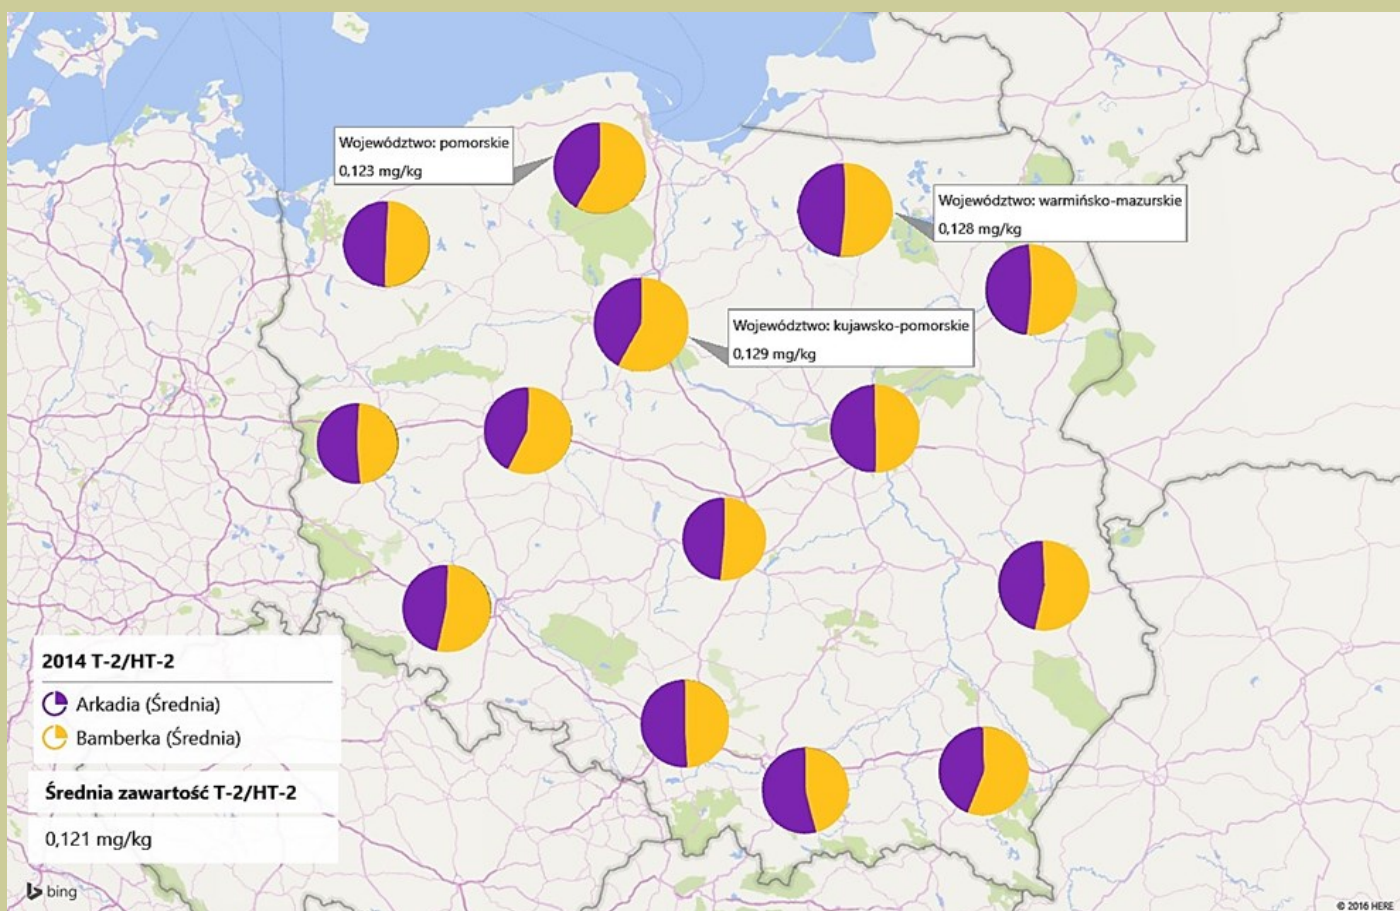 Województwo: pomorskie
0,123 mg/kg
Województwo: warmińsko-mazurskie
0,128 mg/kg
Województwo: kujawsko-pomorskie
0,129 mg/kg
2014 T-2/HT-2
Arkadia (Średnia)
Bamberka (Średnia)
Średnia zawartość T-2/HT-2
0,121 mg/kg
bing
© 2016 HERE